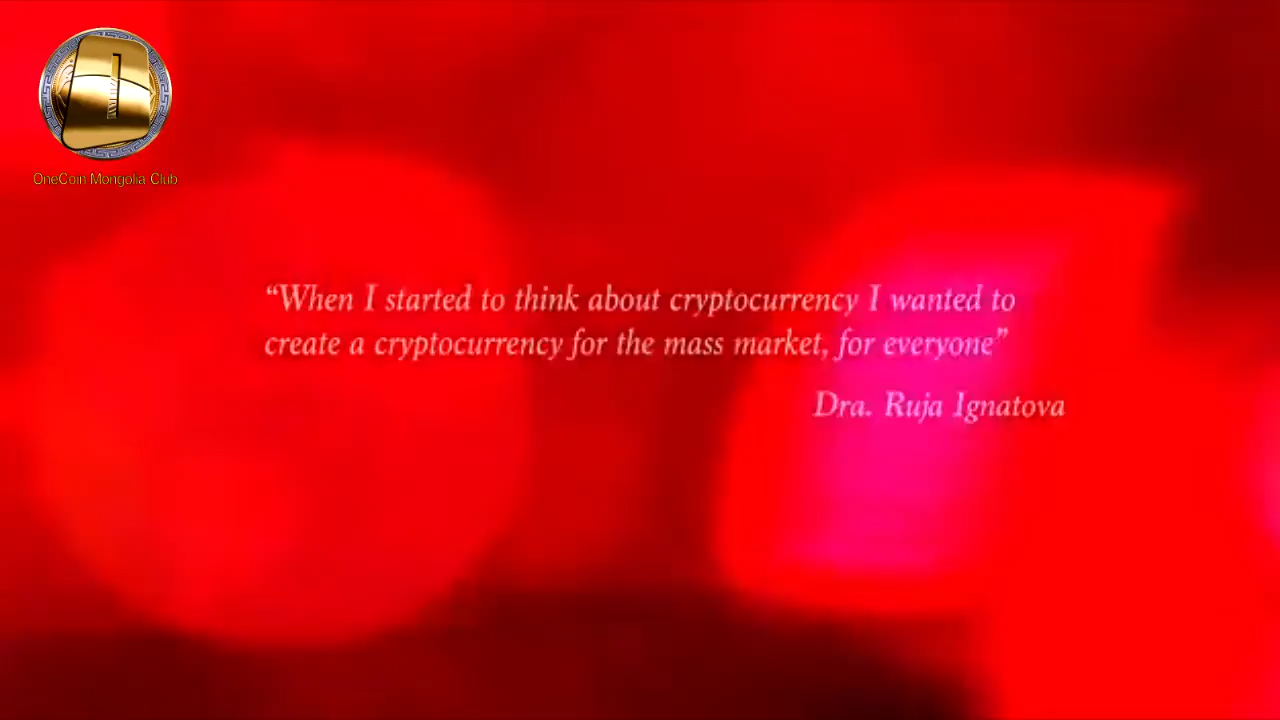 OneCoin Mongolia Club
“When I started to think about cryptocurrency I wanted to
create a cryptocurrency for the mass market, for everyone”
Dra. Ruja Ignatova